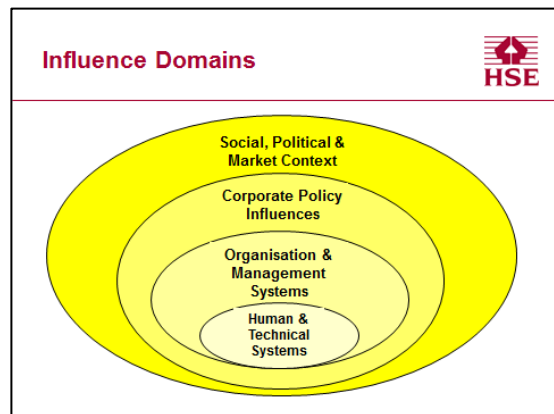 Influence Domains
HSE
Social, Political &
Market Context
Corporate Policy
Influences
Organisation &
Management
Systems
Human &
Technical
Systems